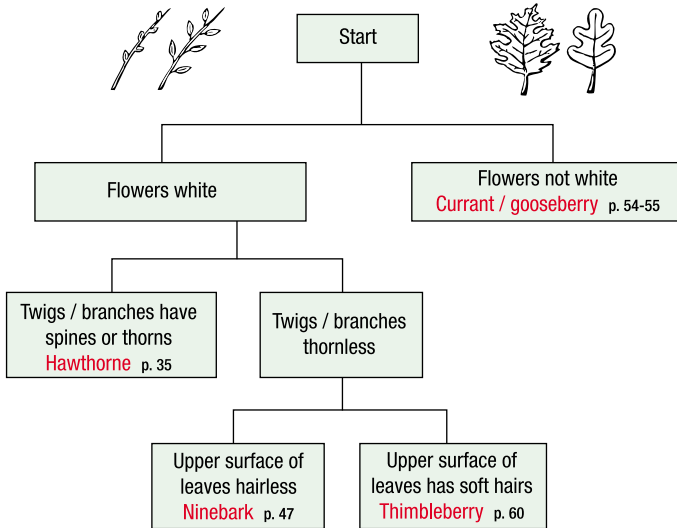 Start
Flowers white
Flowers not white
Currant / gooseberry p. 54-55
Twigs / branches have
spines or thorns
Hawthorne p. 35
Twigs / branches
thornless
Upper surface of
leaves hairless
Ninebark p. 47
Upper surface of
leaves has soft hairs
Thimbleberry p. 60